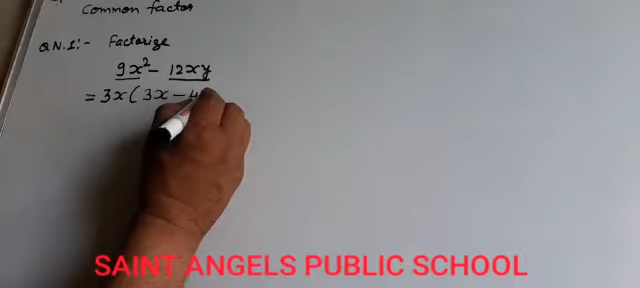 Common factor
Q.N.1:- Factorize
9x² - 12xy
= 3x(3x - 4
SAINT ANGELS PUBLIC SCHOOL